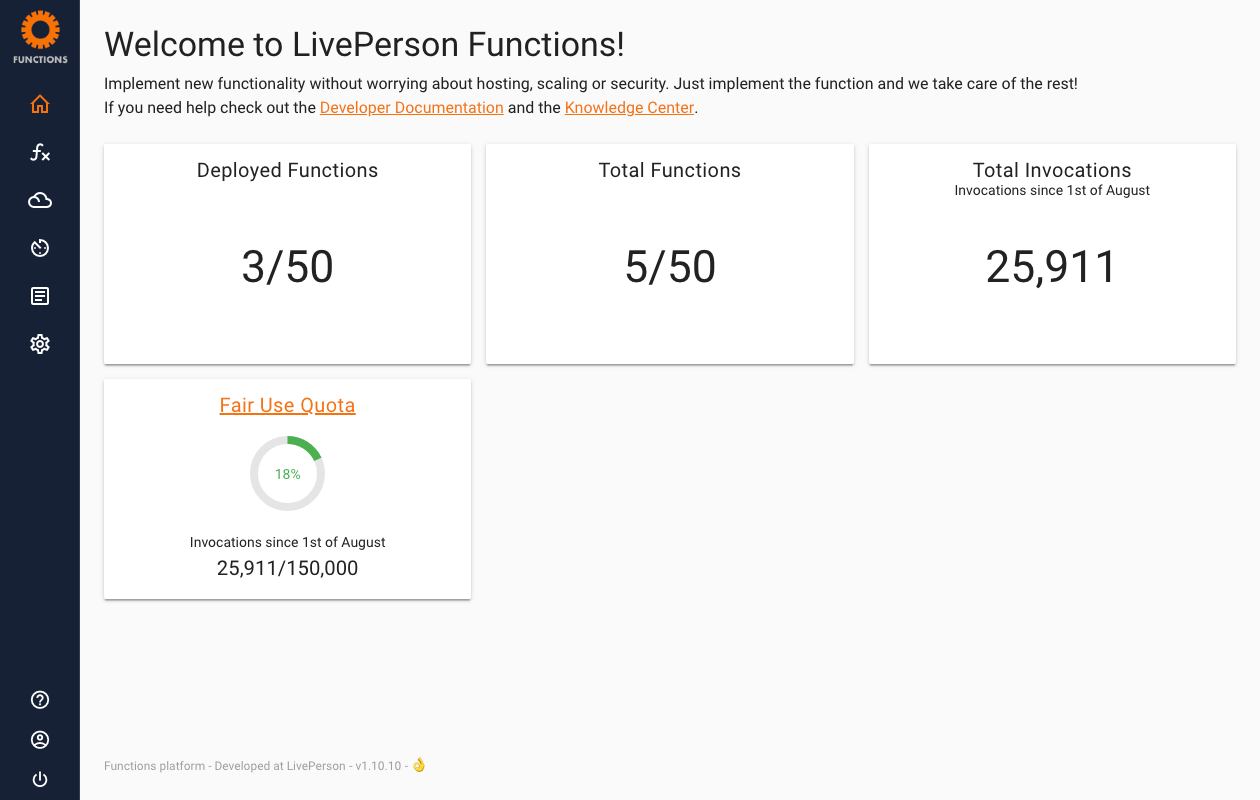 FUNCTIONS
Welcome to LivePerson Functions!
Implement new functionality without worrying about hosting, scaling or security. Just implement the function and we take care of the rest!
If you need help check out the Developer Documentation and the Knowledge Center.
Deployed Functions
3/50
Total Functions
5/50
Total Invocations
Invocations since 1st of August
25,911
Fair Use Quota
18%
Invocations since 1st of August
25,911/150,000
Functions platform - Developed at LivePerson - v1.10.10 - 👌